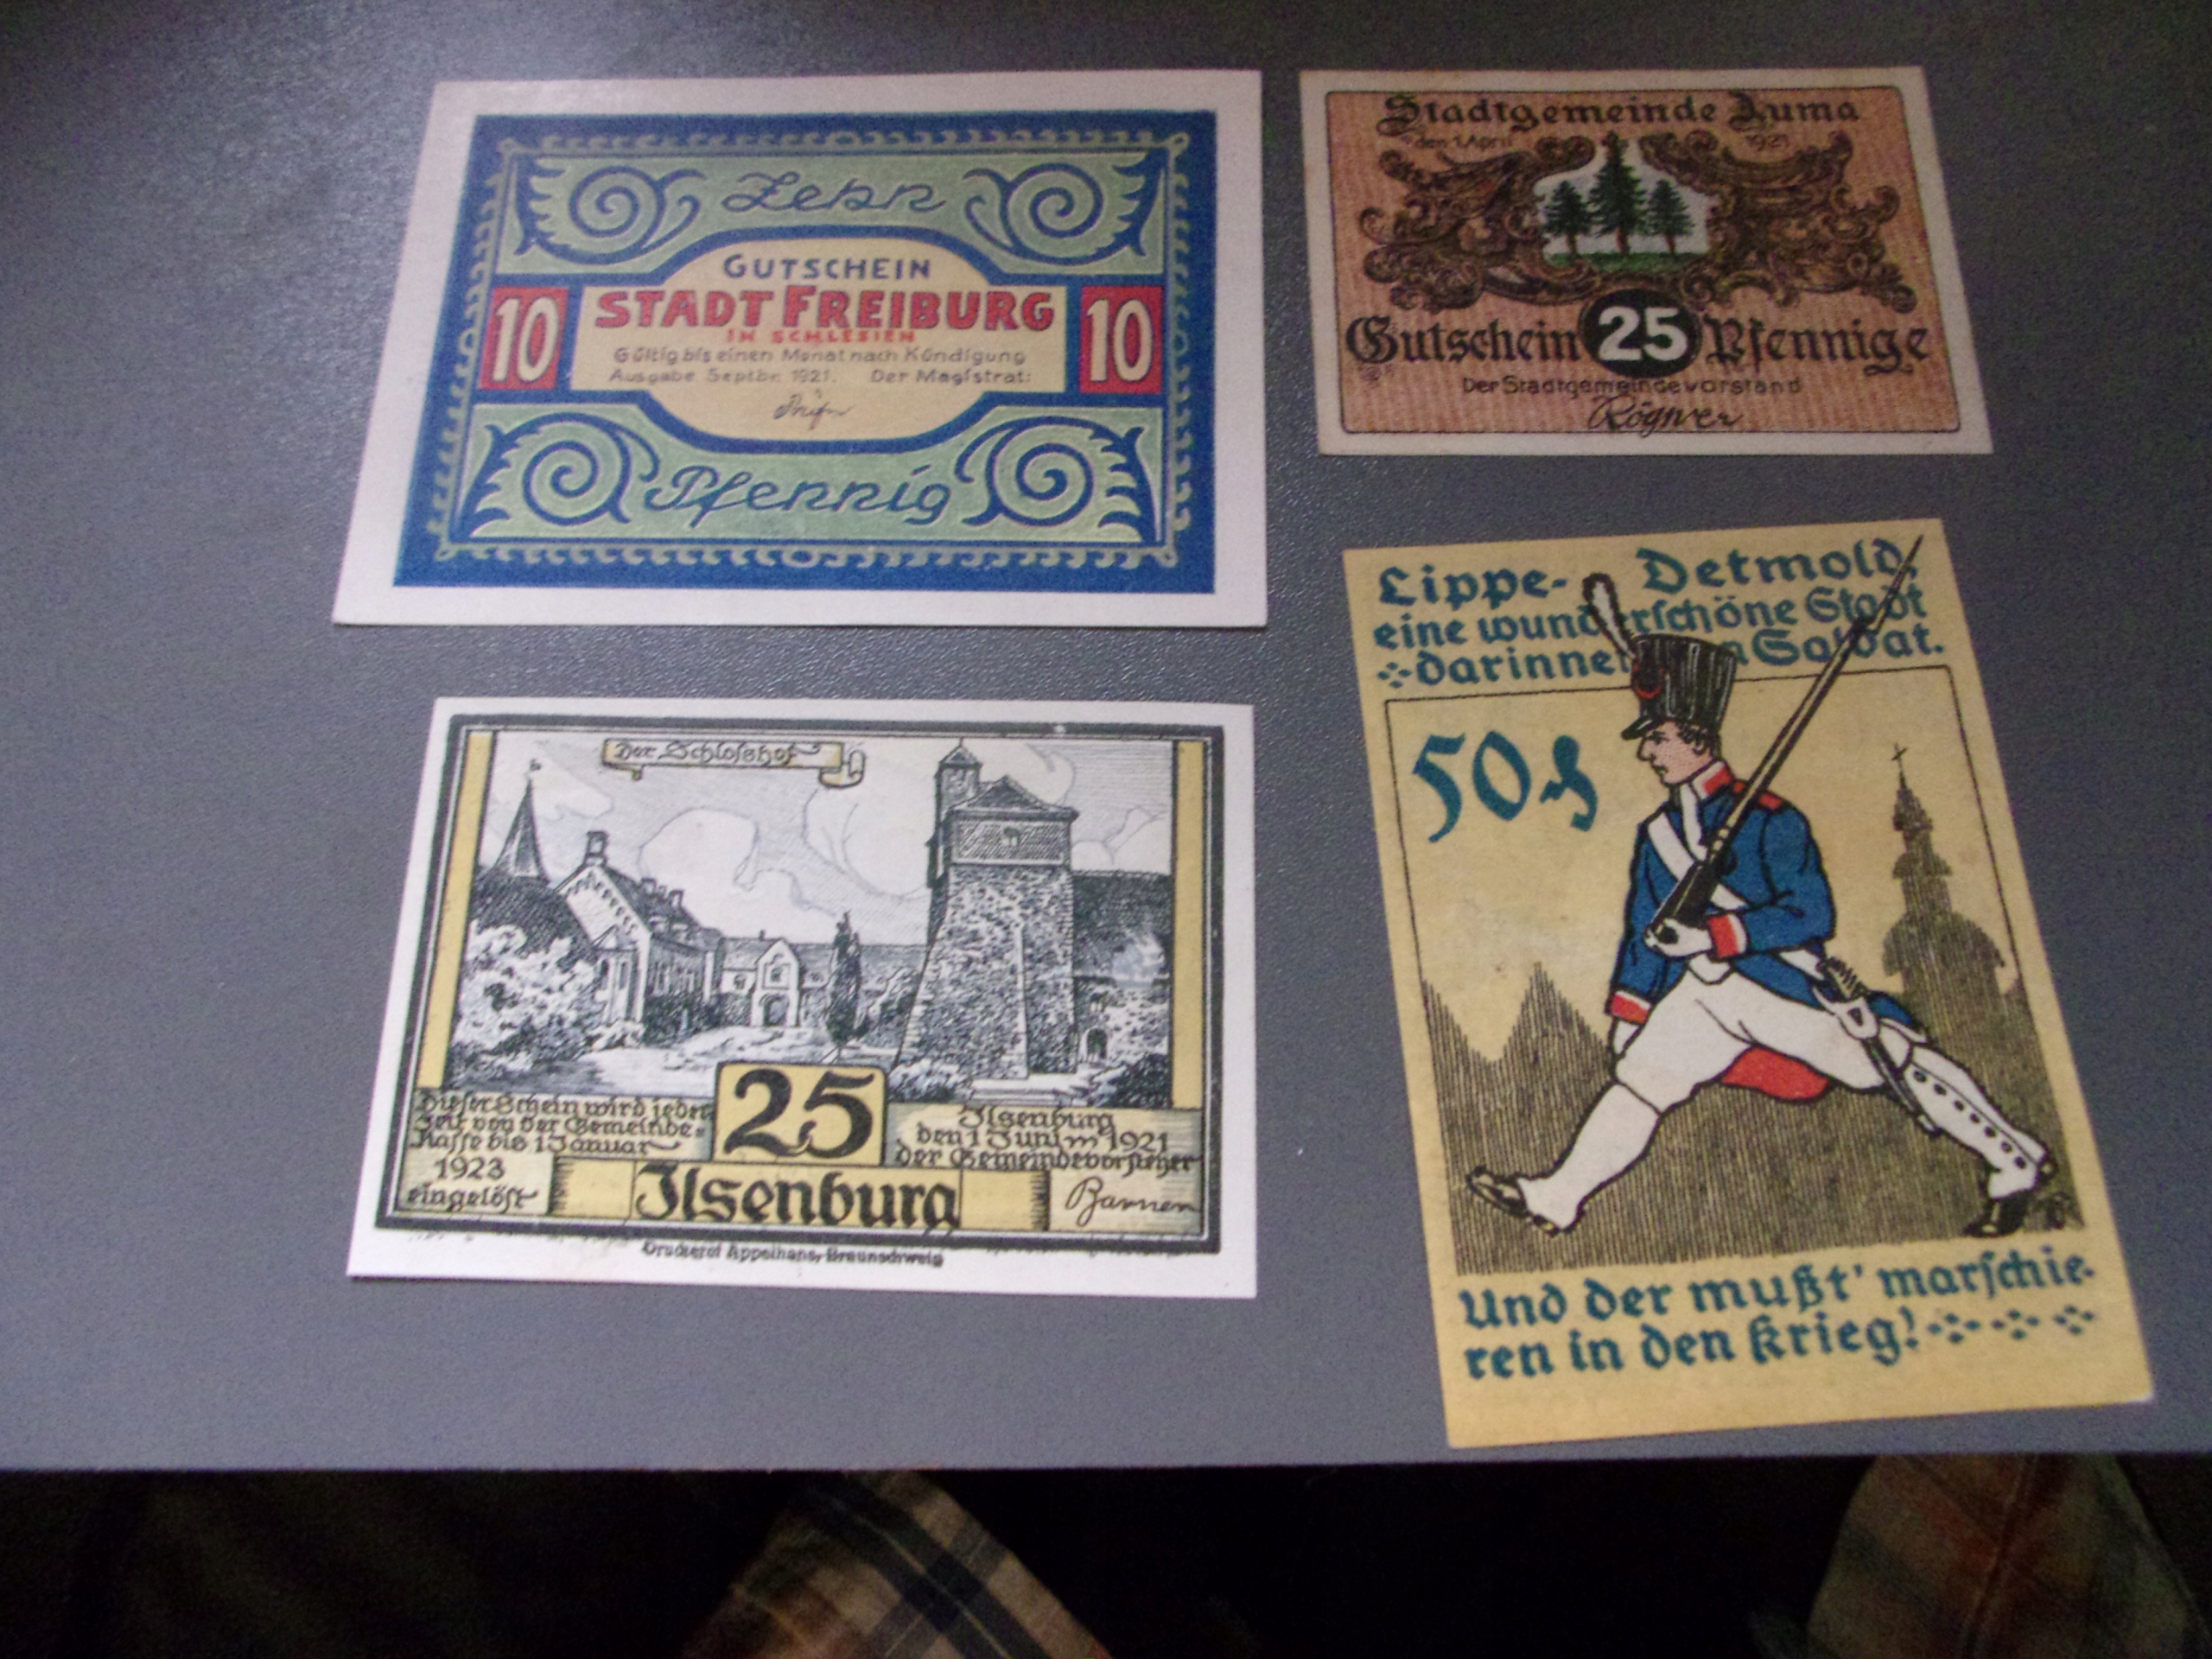 Zehn
GUTSCHEIN
STADT FREIBURG
IN SCHLESIEN
10
10
Gültig bis einen Monat nach Kündigung
Ausgabe Septbr. 1921. Der Magistrat:
Pfennig
Stadtgemeinde Auma
den 1. April 1921
Gutschein 25 Pfennige
Der Stadtgemeindevorstand
Rögner
Der Schloſshof
Dieser Schein wird jeder
Zeit von der Gemeinde-
Kasse bis 1 Januar
1923
eingelöst
25
Ilsenburg
den 1 Juni 1921
der Gemeindevorsteher
Ilsenburg
Druckerei Appelhans, Braunschweig
Lippe- Detmold,
eine wunderſchöne Stadt
darinnen Soldat.
50 ₰
Und der mußt' marſchie-
ren in den Krieg!